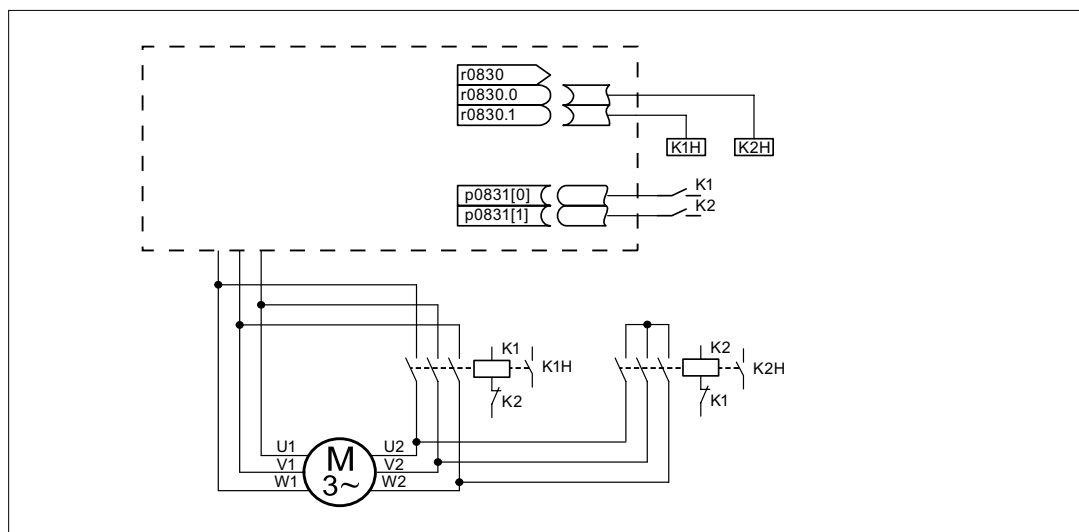 r0830
r0830.0
r0830.1
K1H K2H
p0831[0] K1
p0831[1] K2
K1 K1H K2 K2H
K2 K1
U1 M U2
V1 3~ V2
W1 W2